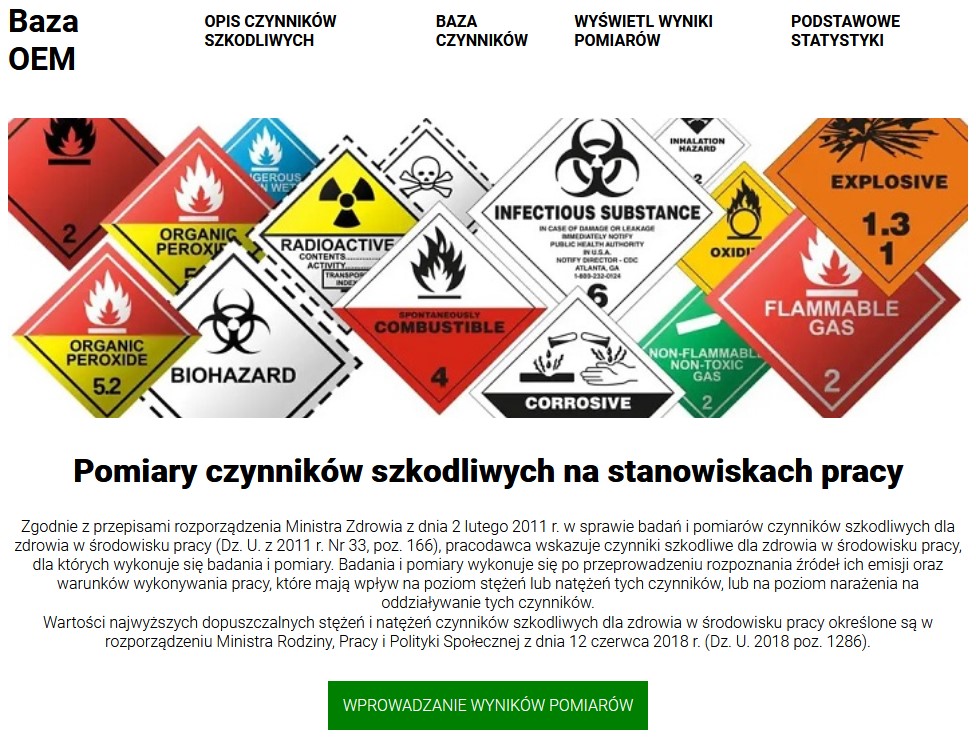 Baza
OEM
OPIS CZYNNIKÓW
SZKODLIWYCH
BAZA
CZYNNIKÓW
WYŚWIETL WYNIKI
POMIARÓW
PODSTAWOWE
STATYSTYKI
2
ORGANIC
PEROXIDE
5.2
ORGANIC
BIOHAZARD
RADIOACTIVE
CONTENTS
ACTIVITY
SPONTANEOUSLY
COMBUSTIBLE
4
INFECTIOUS SUBSTANCE
IN CASE OF DAMAGE OR LEAKAGE
IMMEDIATELY NOTIFY
PUBLIC HEALTH AUTHORITY
IN U.S.A.
NOTIFY DIRECTOR - CDC
ATLANTA, GA
1-800-232-0124
6
CORROSIVE
INHALATION
HAZARD
2
NON-FLAMMABL
NON-TOXIC
GAS
2
EXPLOSIVE
1.3
1
FLAMMABLE
GAS
2
Pomiary czynników szkodliwych na stanowiskach pracy
Zgodnie z przepisami rozporządzenia Ministra Zdrowia z dnia 2 lutego 2011 r. w sprawie badań i pomiarów czynników szkodliwych dla
zdrowia w środowisku pracy (Dz. U. z 2011 r. Nr 33, poz. 166), pracodawca wskazuje czynniki szkodliwe dla zdrowia w środowisku pracy,
dla których wykonuje się badania i pomiary. Badania i pomiary wykonuje się po przeprowadzeniu rozpoznania źródeł ich emisji oraz
warunków wykonywania pracy, które mają wpływ na poziom stężeń lub natężeń tych czynników, lub na poziom narażenia na
oddziaływanie tych czynników.
Wartości najwyższych dopuszczalnych stężeń i natężeń czynników szkodliwych dla zdrowia w środowisku pracy określone są w
rozporządzeniu Ministra Rodziny, Pracy i Polityki Społecznej z dnia 12 czerwca 2018 r. (Dz. U. 2018 poz. 1286).
WPROWADZANIE WYNIKÓW POMIARÓW